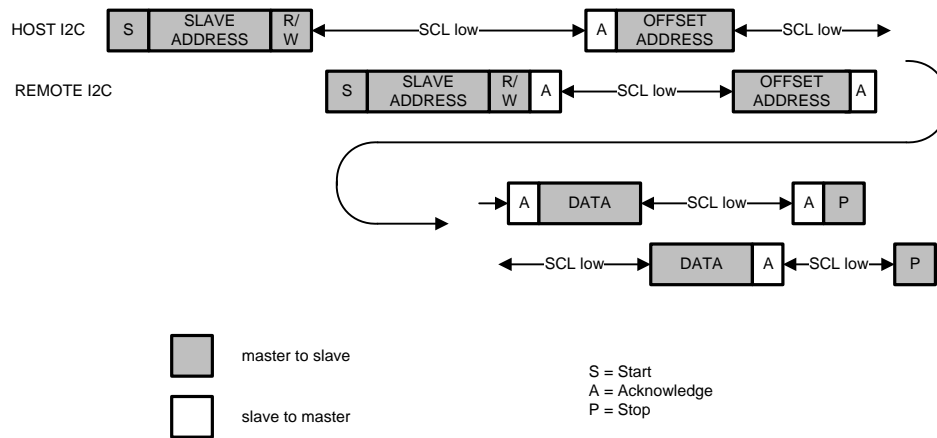 HOST I2C
S
SLAVE
ADDRESS
R/
W
SCL low
A
OFFSET
ADDRESS
SCL low
REMOTE I2C
S
SLAVE
ADDRESS
R/
W
A
SCL low
OFFSET
ADDRESS
A
A
DATA
SCL low
A
P
SCL low
DATA
A
SCL low
P
master to slave
slave to master
S = Start
A = Acknowledge
P = Stop